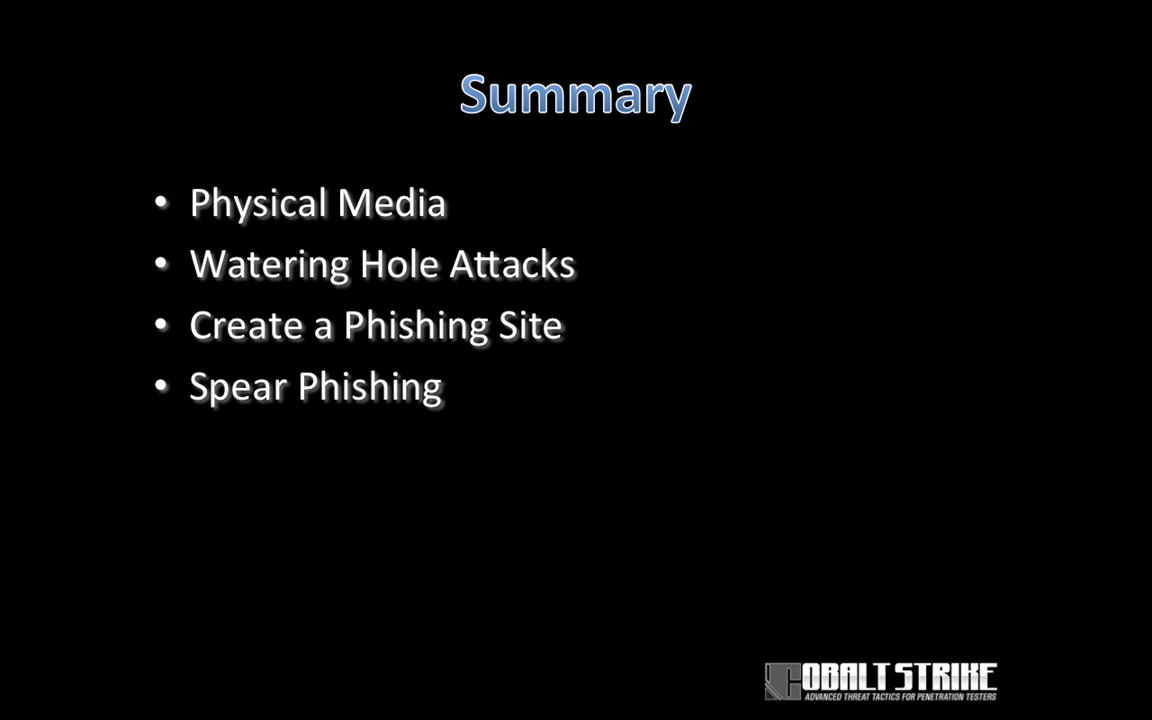 Summary
• Physical Media
• Watering Hole Attacks
• Create a Phishing Site
• Spear Phishing
COBALT STRIKE
ADVANCED THREAT TACTICS FOR PENETRATION TESTERS